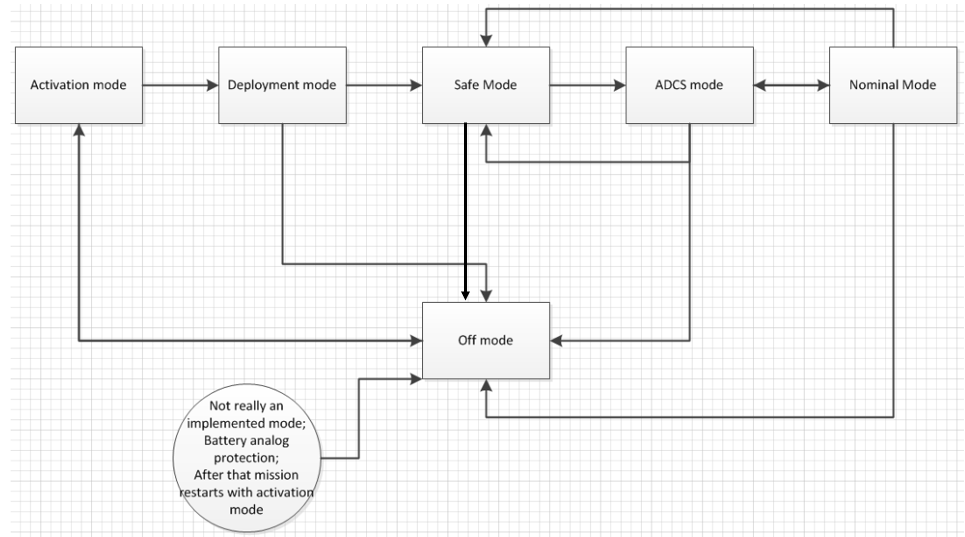 Activation mode
Deployment mode
Safe Mode
ADCS mode
Nominal Mode
Off mode
Not really an
implemented mode;
Battery analog
protection;
After that mission
restarts with activation
mode